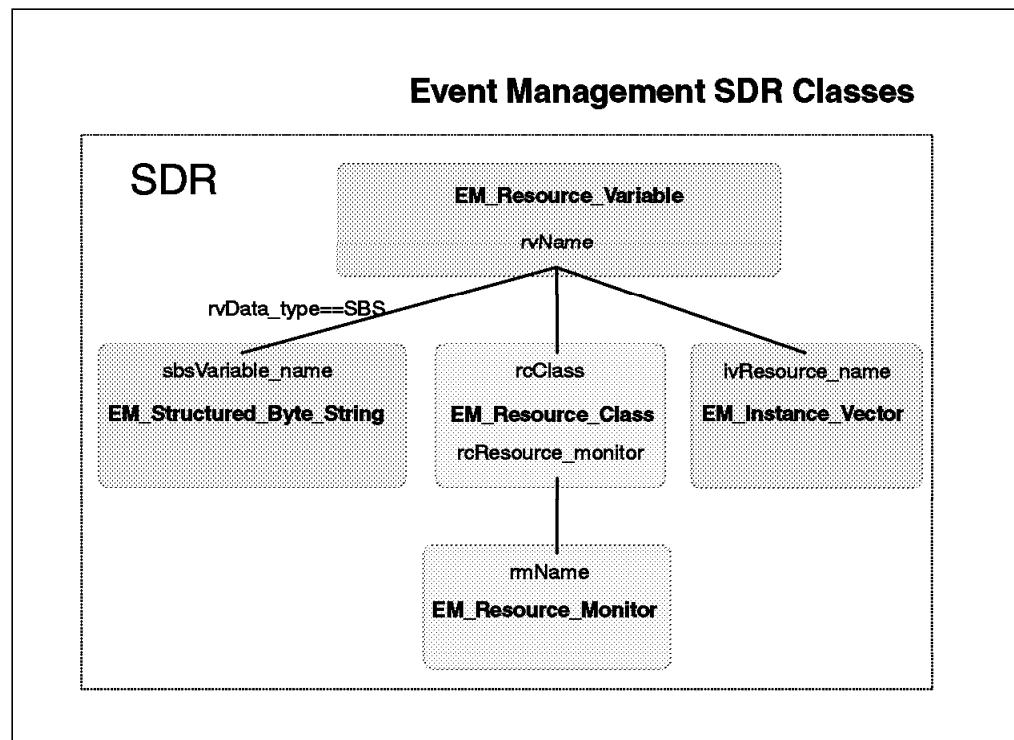 Event Management SDR Classes
SDR
EM_Resource_Variable
rvName
rvData_type==SBS
sbsVariable_name
EM_Structured_Byte_String
rcClass
EM_Resource_Class
rcResource_monitor
ivResource_name
EM_Instance_Vector
rmName
EM_Resource_Monitor